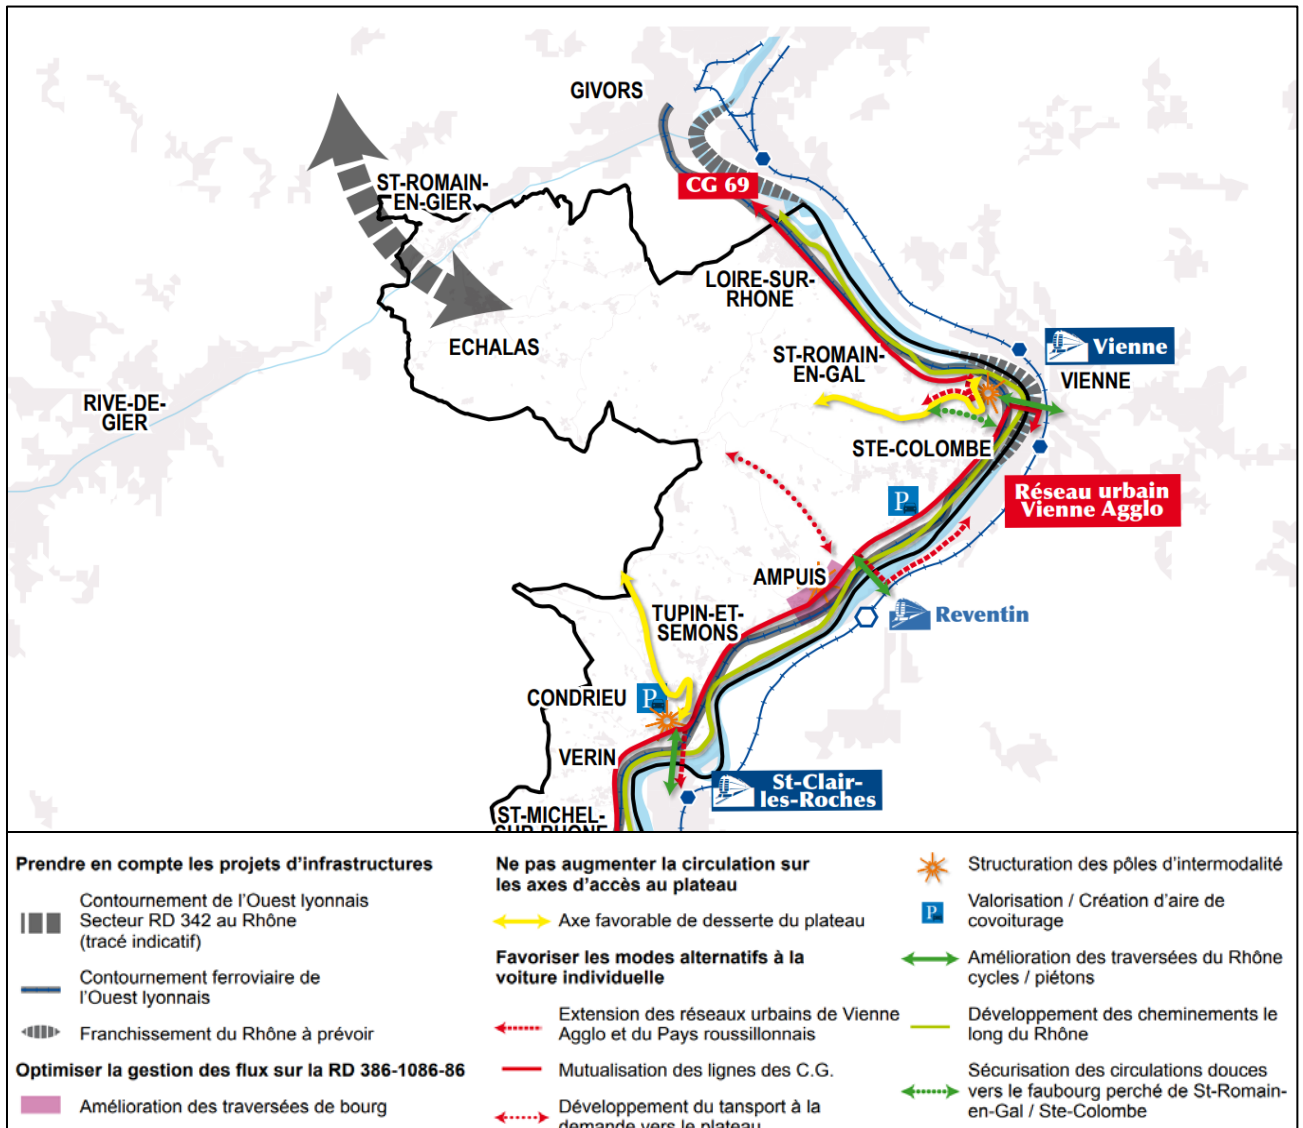 GIVORS
ST-ROMAIN-
EN-GIER
CG 69
LOIRE-SUR-
RHONE
ECHALAS
ST-ROMAIN-
EN-GAL
Vienne
VIENNE
RIVE-DE-
GIER
STE-COLOMBE
P
Réseau urbain
Vienne Agglo
AMPUIS
TUPIN-ET-
SEMONS
Reventin
CONDRIEU
P
VERIN
St-Clair-
les-Roches
ST-MICHEL-
SUR-RHONE
Prendre en compte les projets d'infrastructures
Contournement de l'Ouest lyonnais
Secteur RD 342 au Rhône
(tracé indicatif)
Contournement ferroviaire de
l'Ouest lyonnais
Franchissement du Rhône à prévoir
Optimiser la gestion des flux sur la RD 386-1086-86
Amélioration des traversées de bourg
Ne pas augmenter la circulation sur
les axes d'accès au plateau
Axe favorable de desserte du plateau
Favoriser les modes alternatifs à la
voiture individuelle
Extension des réseaux urbains de Vienne
Agglo et du Pays roussillonnais
Mutualisation des lignes des C.G.
Développement du tansport à la
demande vers le plateau
Structuration des pôles d'intermodalité
P
Valorisation / Création d'aire de
covoiturage
Amélioration des traversées du Rhône
cycles / piétons
Développement des cheminements le
long du Rhône
Sécurisation des circulations douces
vers le faubourg perché de St-Romain-
en-Gal / Ste-Colombe